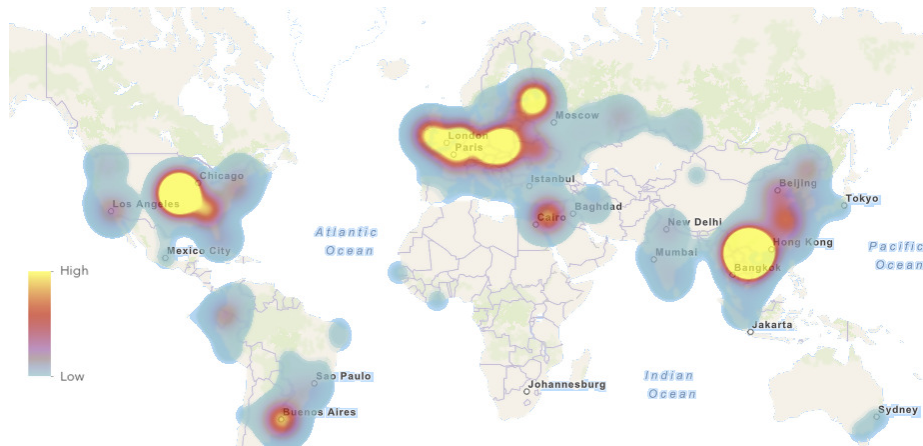 Moscow
London
Paris
Chicago
Istanbul
Beijing
Los Angeles
Baghdad
Tokyo
Cairo
New Delhi
Atlantic
Ocean
Mexico City
Mumbai
Hong Kong
Pacific
Ocean
High
Bangkok
Jakarta
Low
Sao Paulo
Johannesburg
Indian
Ocean
Buenos Aires
Sydney